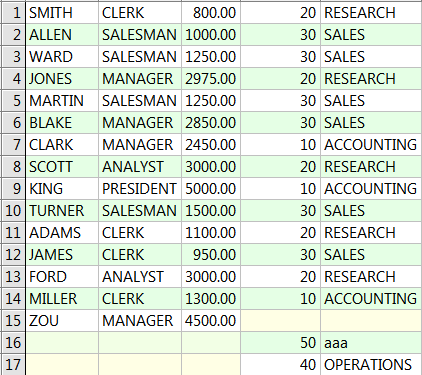 1 SMITH CLERK 800.00 20 RESEARCH
2 ALLEN SALESMAN 1000.00 30 SALES
3 WARD SALESMAN 1250.00 30 SALES
4 JONES MANAGER 2975.00 20 RESEARCH
5 MARTIN SALESMAN 1250.00 30 SALES
6 BLAKE MANAGER 2850.00 30 SALES
7 CLARK MANAGER 2450.00 10 ACCOUNTING
8 SCOTT ANALYST 3000.00 20 RESEARCH
9 KING PRESIDENT 5000.00 10 ACCOUNTING
10 TURNER SALESMAN 1500.00 30 SALES
11 ADAMS CLERK 1100.00 20 RESEARCH
12 JAMES CLERK 950.00 30 SALES
13 FORD ANALYST 3000.00 20 RESEARCH
14 MILLER CLERK 1300.00 10 ACCOUNTING
15 ZOU MANAGER 4500.00
16 50 aaa
17 40 OPERATIONS